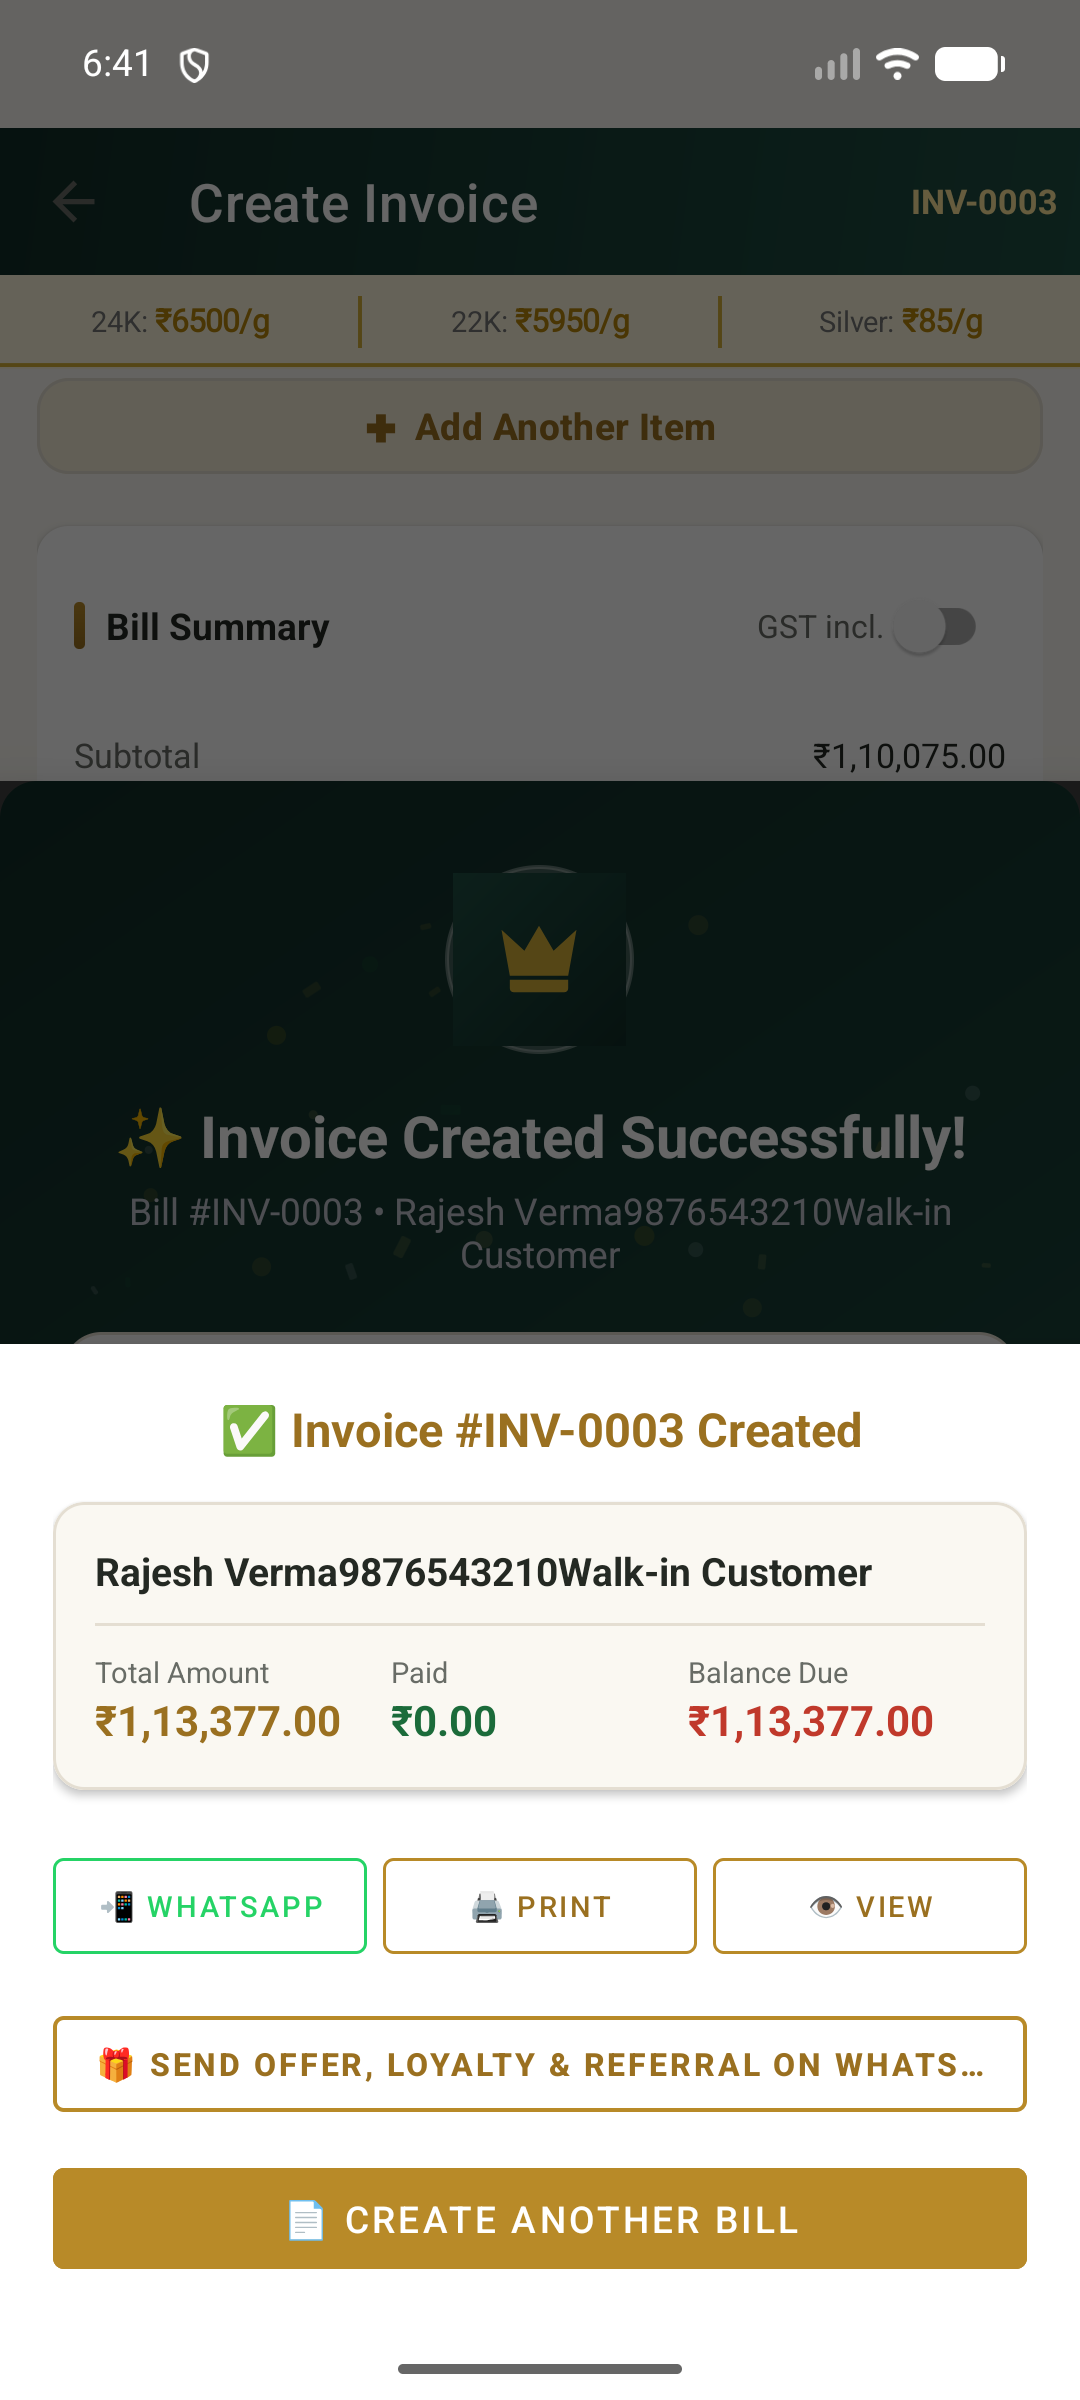 6:41
Create Invoice
INV-0003
24K: ₹6500/g
22K: ₹5950/g
Silver: ₹85/g
Add Another Item
Bill Summary
GST incl.
Subtotal
₹1,10,075.00
✨ Invoice Created Successfully!
Bill #INV-0003 • Rajesh Verma9876543210Walk-in
Customer
✅ Invoice #INV-0003 Created
Rajesh Verma9876543210Walk-in Customer
Total Amount
Paid
Balance Due
₹1,13,377.00
₹0.00
₹1,13,377.00
📲 WHATSAPP
🖨️ PRINT
👁️ VIEW
🎁 SEND OFFER, LOYALTY & REFERRAL ON WHATS…
📄 CREATE ANOTHER BILL